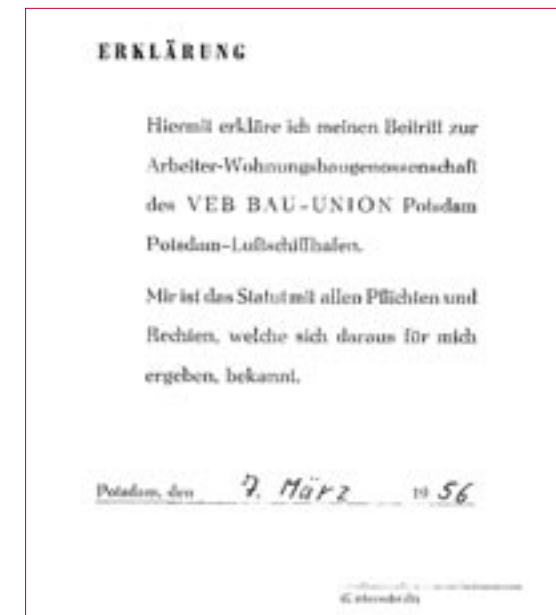 ERKLÄRUNG
Hiermit erkläre ich meinen Beitritt zur
Arbeiter-Wohnungsbaugenossenschaft
des VEB BAU-UNION Potsdam
Potsdam-Luftschiffhafen.
Mir ist das Statut mit allen Pflichten und
Rechten, welche sich daraus für mich
ergeben, bekannt.
Potsdam, den 7. März 1956